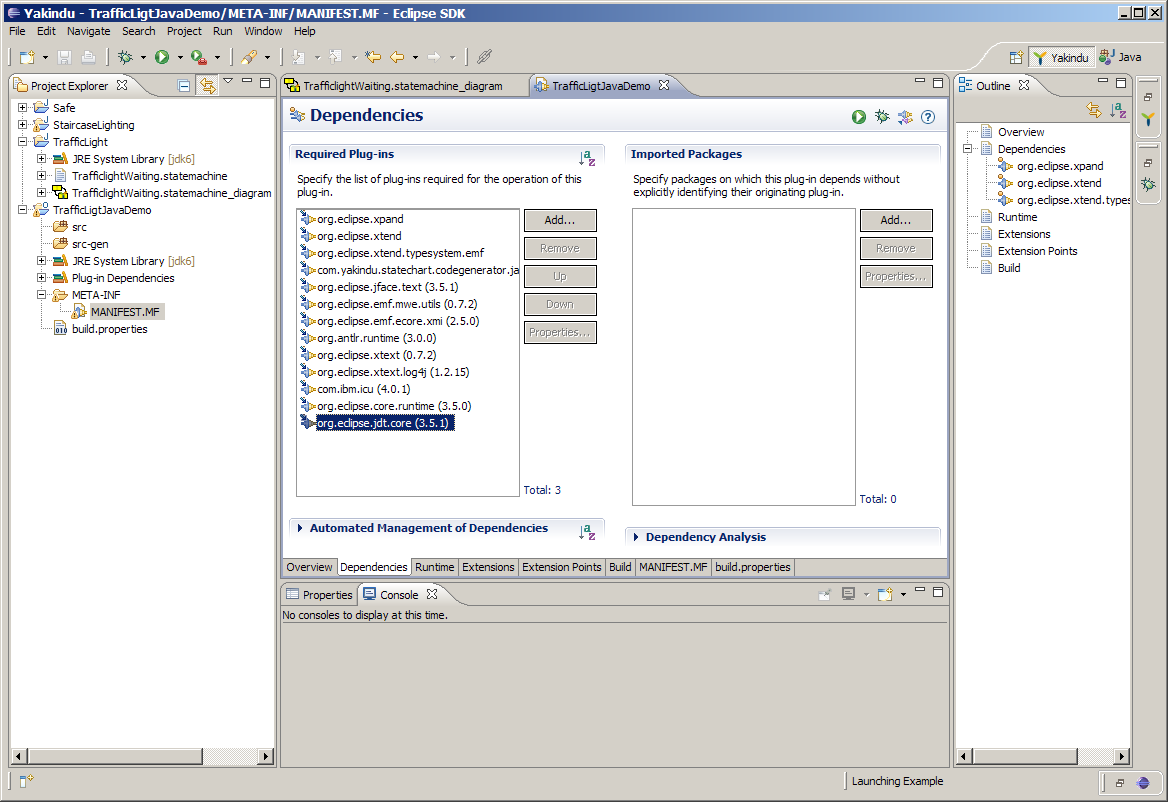 Yakindu - TrafficLigtJavaDemo/META-INF/MANIFEST.MF - Eclipse SDK
File Edit Navigate Search Project Run Window Help
Yakindu Java
Project Explorer
Safe
StaircaseLighting
TrafficLight
JRE System Library [jdk6]
TrafficlightWaiting.statemachine
TrafficlightWaiting.statemachine_diagram
TrafficLigtJavaDemo
src
src-gen
JRE System Library [jdk6]
Plug-in Dependencies
META-INF
MANIFEST.MF
build.properties
TrafficlightWaiting.statemachine_diagram
TrafficLigtJavaDemo
Dependencies
Required Plug-ins
a
z
Specify the list of plug-ins required for the operation of this
plug-in.
org.eclipse.xpand
org.eclipse.xtend
org.eclipse.xtend.typesystem.emf
com.yakindu.statechart.codegenerator.ja
org.eclipse.jface.text (3.5.1)
org.eclipse.emf.mwe.utils (0.7.2)
org.eclipse.emf.ecore.xmi (2.5.0)
org.antlr.runtime (3.0.0)
org.eclipse.xtext (0.7.2)
org.eclipse.xtext.log4j (1.2.15)
com.ibm.icu (4.0.1)
org.eclipse.core.runtime (3.5.0)
org.eclipse.jdt.core (3.5.1)
Add...
Remove
Up
Down
Properties...
Total: 3
Automated Management of Dependencies
a
z
Imported Packages
Specify packages on which this plug-in depends without
explicitly identifying their originating plug-in.
Add...
Remove
Properties...
Total: 0
Dependency Analysis
Overview Dependencies Runtime Extensions Extension Points Build MANIFEST.MF build.properties
Properties Console
No consoles to display at this time.
Outline
a
z
Overview
Dependencies
org.eclipse.xpand
org.eclipse.xtend
org.eclipse.xtend.types
Runtime
Extensions
Extension Points
Build
Launching Example